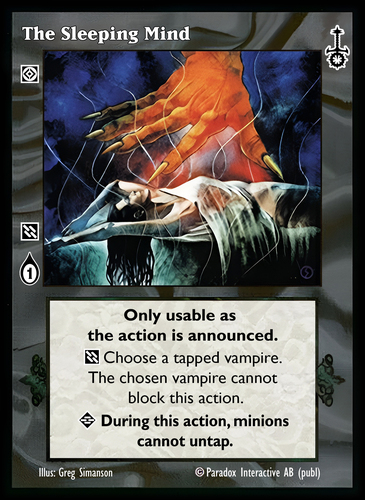 The Sleeping Mind
1
Only usable as
the action is announced.
Choose a tapped vampire.
The chosen vampire cannot
block this action.
During this action, minions
cannot untap.
Illus: Greg Simanson © Paradox Interactive AB (publ)